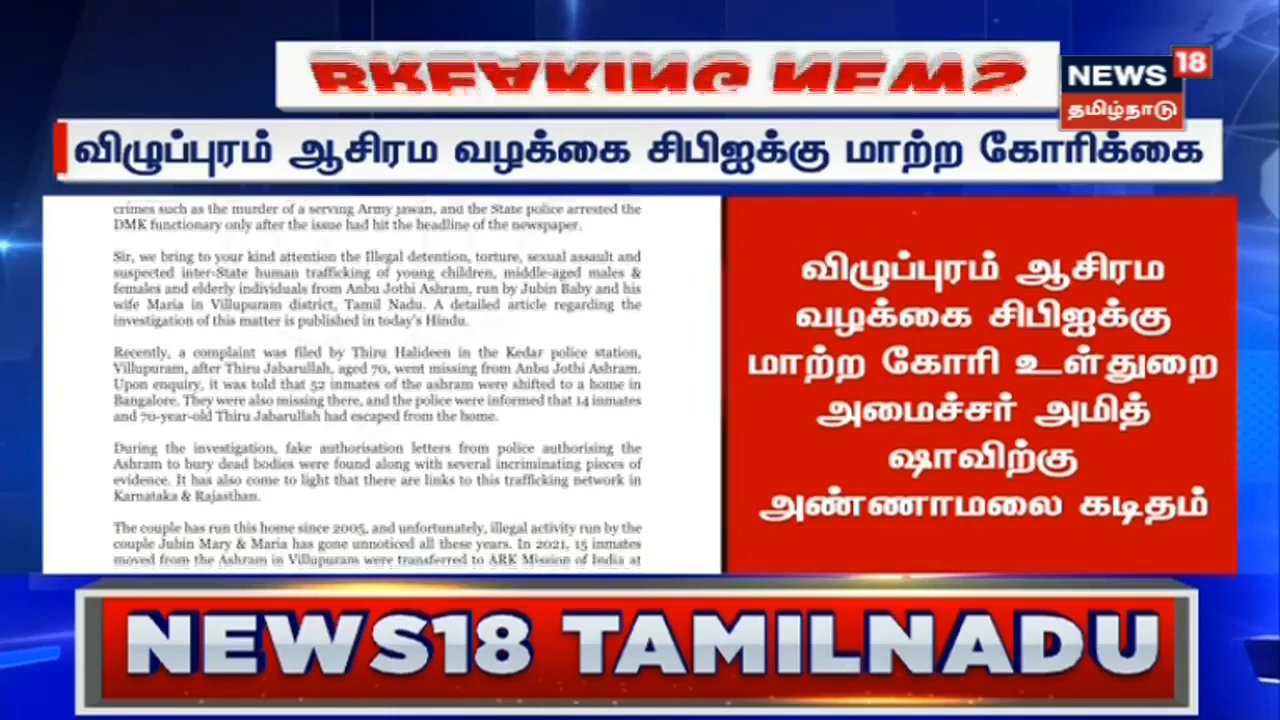 BREAKING NEWS
NEWS 18
தமிழ்நாடு
விழுப்புரம் ஆசிரம வழக்கை சிபிஐக்கு மாற்ற கோரிக்கை
crimes such as the murder of a serving Army jawan, and the State police arrested the
DMK functionary only after the issue had hit the headline of the newspaper.
Sir, we bring to your kind attention the Illegal detention, torture, sexual assault and
suspected inter-State human trafficking of young children, middle-aged males &
females and elderly individuals from Anbu Jothi Ashram, run by Jubin Baby and his
wife Maria in Villupuram district, Tamil Nadu. A detailed article regarding the
investigation of this matter is published in today's Hindu.
Recently, a complaint was filed by Thiru Halideen in the Kedar police station,
Villupuram, after Thiru Jabarullah, aged 70, went missing from Anbu Jothi Ashram.
Upon enquiry, it was told that 52 inmates of the ashram were shifted to a home in
Bangalore. They were also missing there, and the police were informed that 14 inmates
and 70-year-old Thiru Jabarullah had escaped from the home.
During the investigation, fake authorisation letters from police authorising the
Ashram to bury dead bodies were found along with several incriminating pieces of
evidence. It has also come to light that there are links to this trafficking network in
Karnataka & Rajasthan.
The couple has run this home since 2005, and unfortunately, illegal activity run by the
couple Jubin Mary & Maria has gone unnoticed all these years. In 2021, 15 inmates
moved from the Ashram in Villupuram were transferred to ARK Mission of India at
விழுப்புரம் ஆசிரம
வழக்கை சிபிஐக்கு
மாற்ற கோரி உள்துறை
அமைச்சர் அமித்
ஷாவிற்கு
அண்ணாமலை கடிதம்
NEWS18 TAMILNADU